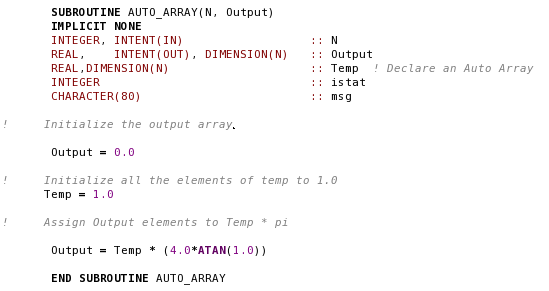 SUBROUTINE AUTO_ARRAY(N, Output)
IMPLICIT NONE
INTEGER, INTENT(IN) :: N
REAL, INTENT(OUT), DIMENSION(N) :: Output
REAL,DIMENSION(N) :: Temp ! Declare an Auto Array
INTEGER :: istat
CHARACTER(80) :: msg
! Initialize the output array.
Output = 0.0
! Initialize all the elements of temp to 1.0
Temp = 1.0
! Assign Output elements to Temp * pi
Output = Temp * (4.0*ATAN(1.0))
END SUBROUTINE AUTO_ARRAY